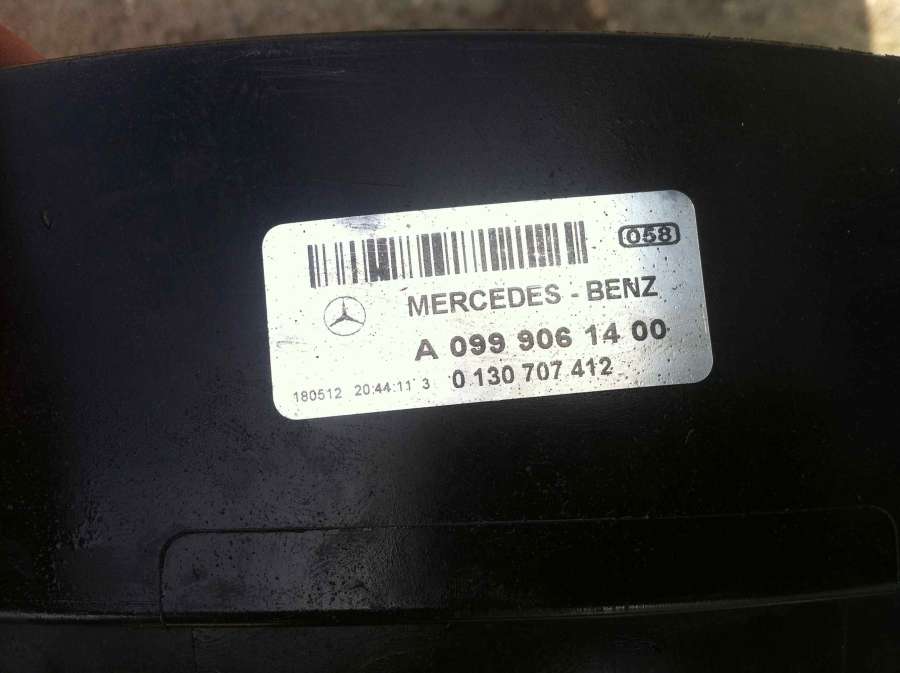 058
MERCEDES - BENZ
A 099 906 14 00
0 130 707 412
180512 20:44:11 3